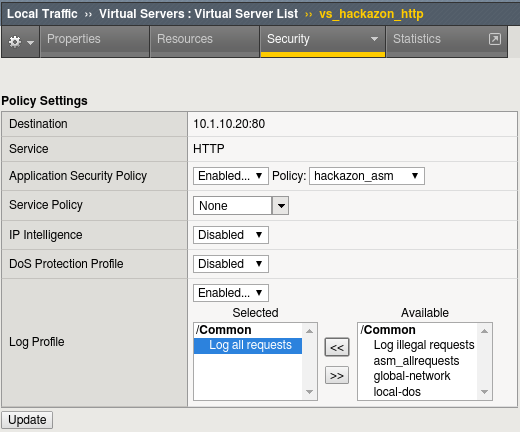 Local Traffic ›› Virtual Servers : Virtual Server List ›› vs_hackazon_http
Properties Resources Security Statistics
Policy Settings
Destination 10.1.10.20:80
Service HTTP
Application Security Policy Enabled... Policy: hackazon_asm
Service Policy None
IP Intelligence Disabled
DoS Protection Profile Disabled
Enabled...
Selected Available
/Common << /Common
Log Profile Log all requests Log illegal requests
asm_allrequests
>> global-network
local-dos
Update